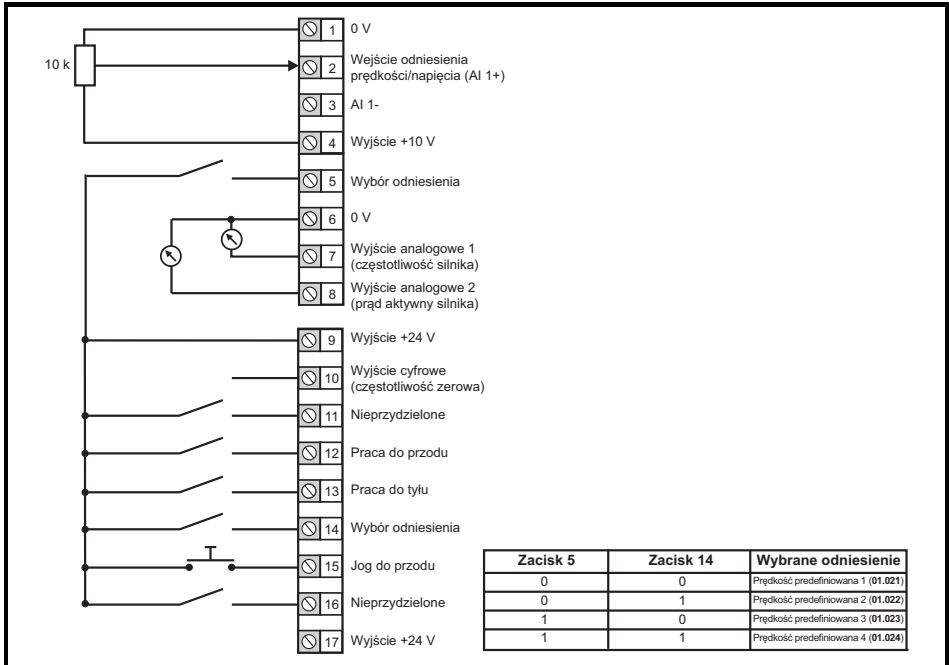 1 0 V
10 k
2 Wejście odniesienia
prędkości/napięcia (AI 1+)
3 AI 1-
4 Wyjście +10 V
5 Wybór odniesienia
6 0 V
7 Wyjście analogowe 1
(częstotliwość silnika)
8 Wyjście analogowe 2
(prąd aktywny silnika)
9 Wyjście +24 V
10 Wyjście cyfrowe
(częstotliwość zerowa)
11 Nieprzydzielone
12 Praca do przodu
13 Praca do tyłu
14 Wybór odniesienia
15 Jog do przodu
16 Nieprzydzielone
17 Wyjście +24 V
Zacisk 5 Zacisk 14 Wybrane odniesienie
0 0 Prędkość predefiniowana 1 (01.021)
0 1 Prędkość predefiniowana 2 (01.022)
1 0 Prędkość predefiniowana 3 (01.023)
1 1 Prędkość predefiniowana 4 (01.024)